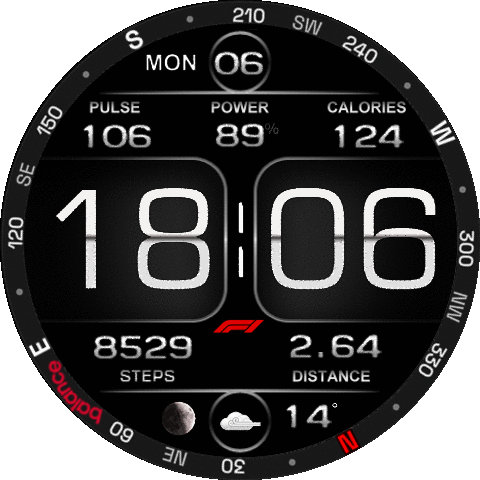 210
SW
240
W
300
NW
330
N
30
NE
60
balance
E
120
SE
150
S
MON 06
PULSE POWER CALORIES
106 89% 124
18 06
F1
8529 2.64
STEPS DISTANCE
14°